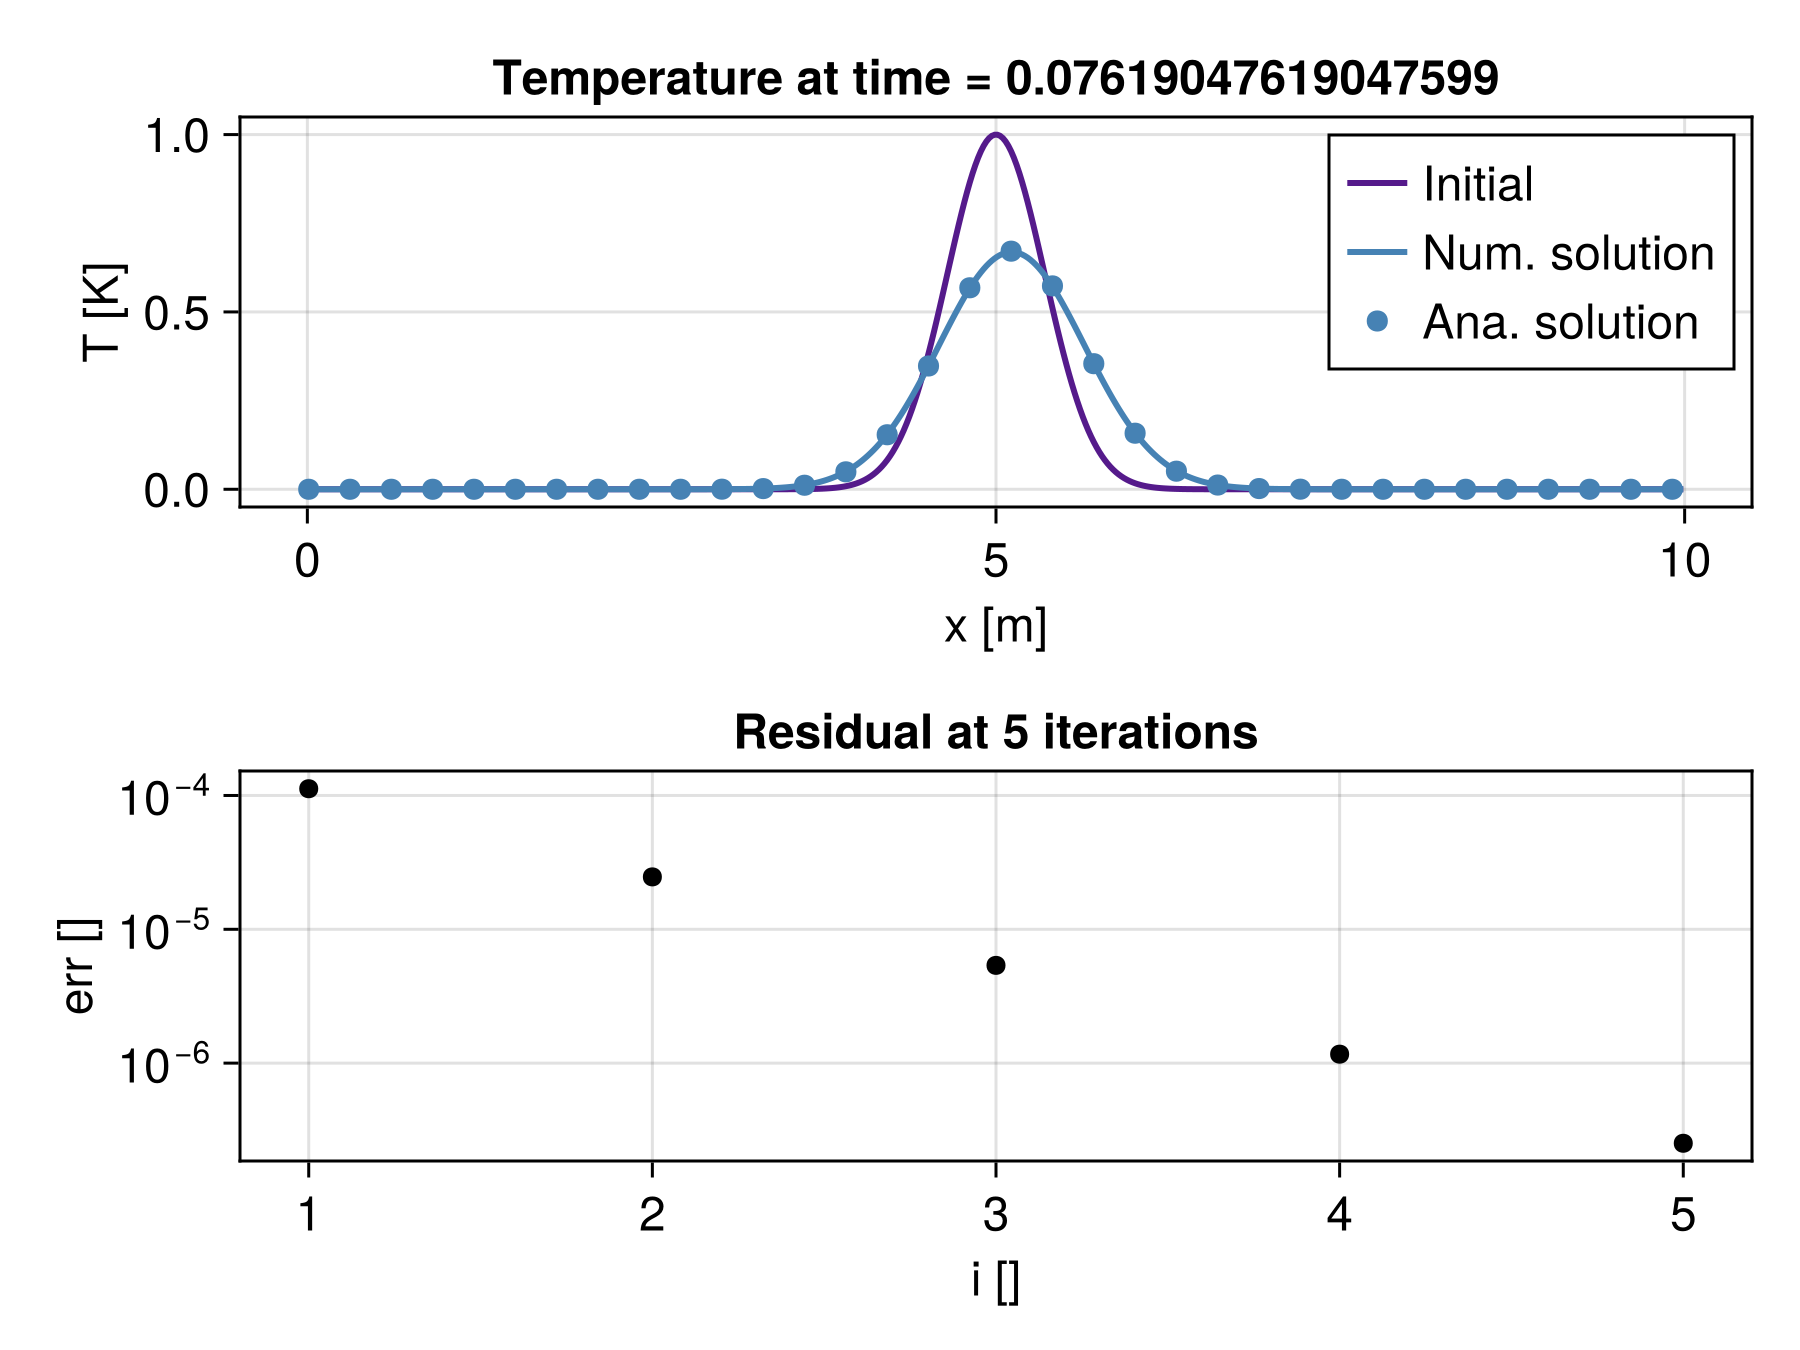 Temperature at time = 0.07619047619047599
T [K]
1.0
0.5
0.0
Initial
Num. solution
Ana. solution
0 5 10
x [m]
Residual at 5 iterations
err []
10⁻⁴
10⁻⁵
10⁻⁶
1 2 3 4 5
i []